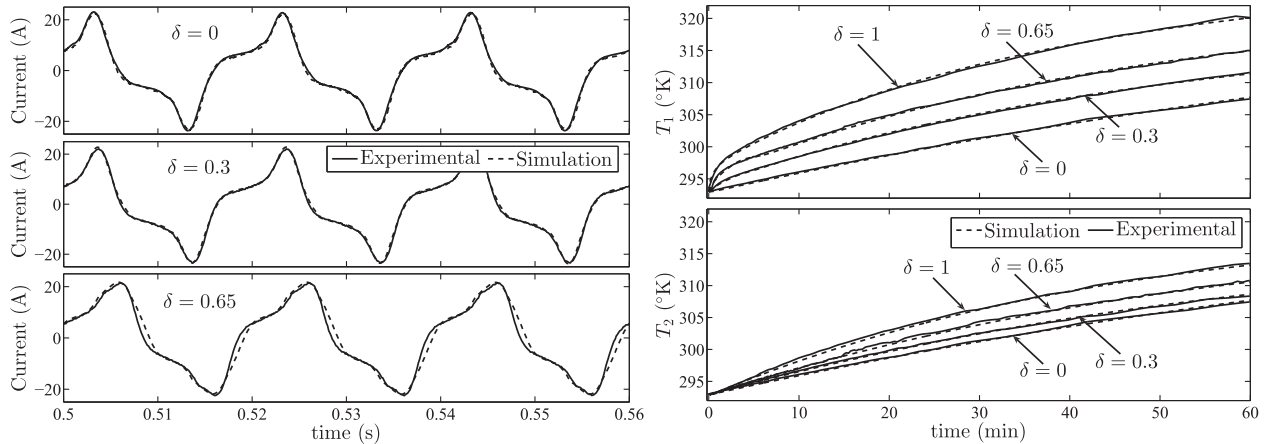 20
0
−20
Current (A)
δ = 0
20
0
−20
Current (A)
δ = 0.3
Experimental Simulation
20
0
−20
Current (A)
δ = 0.65
0.5 0.51 0.52 0.53 0.54 0.55 0.56
time (s)
320
315
310
305
300
295
T1 (°K)
δ = 1
δ = 0.65
δ = 0.3
δ = 0
320
315
310
305
300
295
T2 (°K)
Simulation Experimental
δ = 1
δ = 0.65
δ = 0.3
δ = 0
0 10 20 30 40 50 60
time (min)